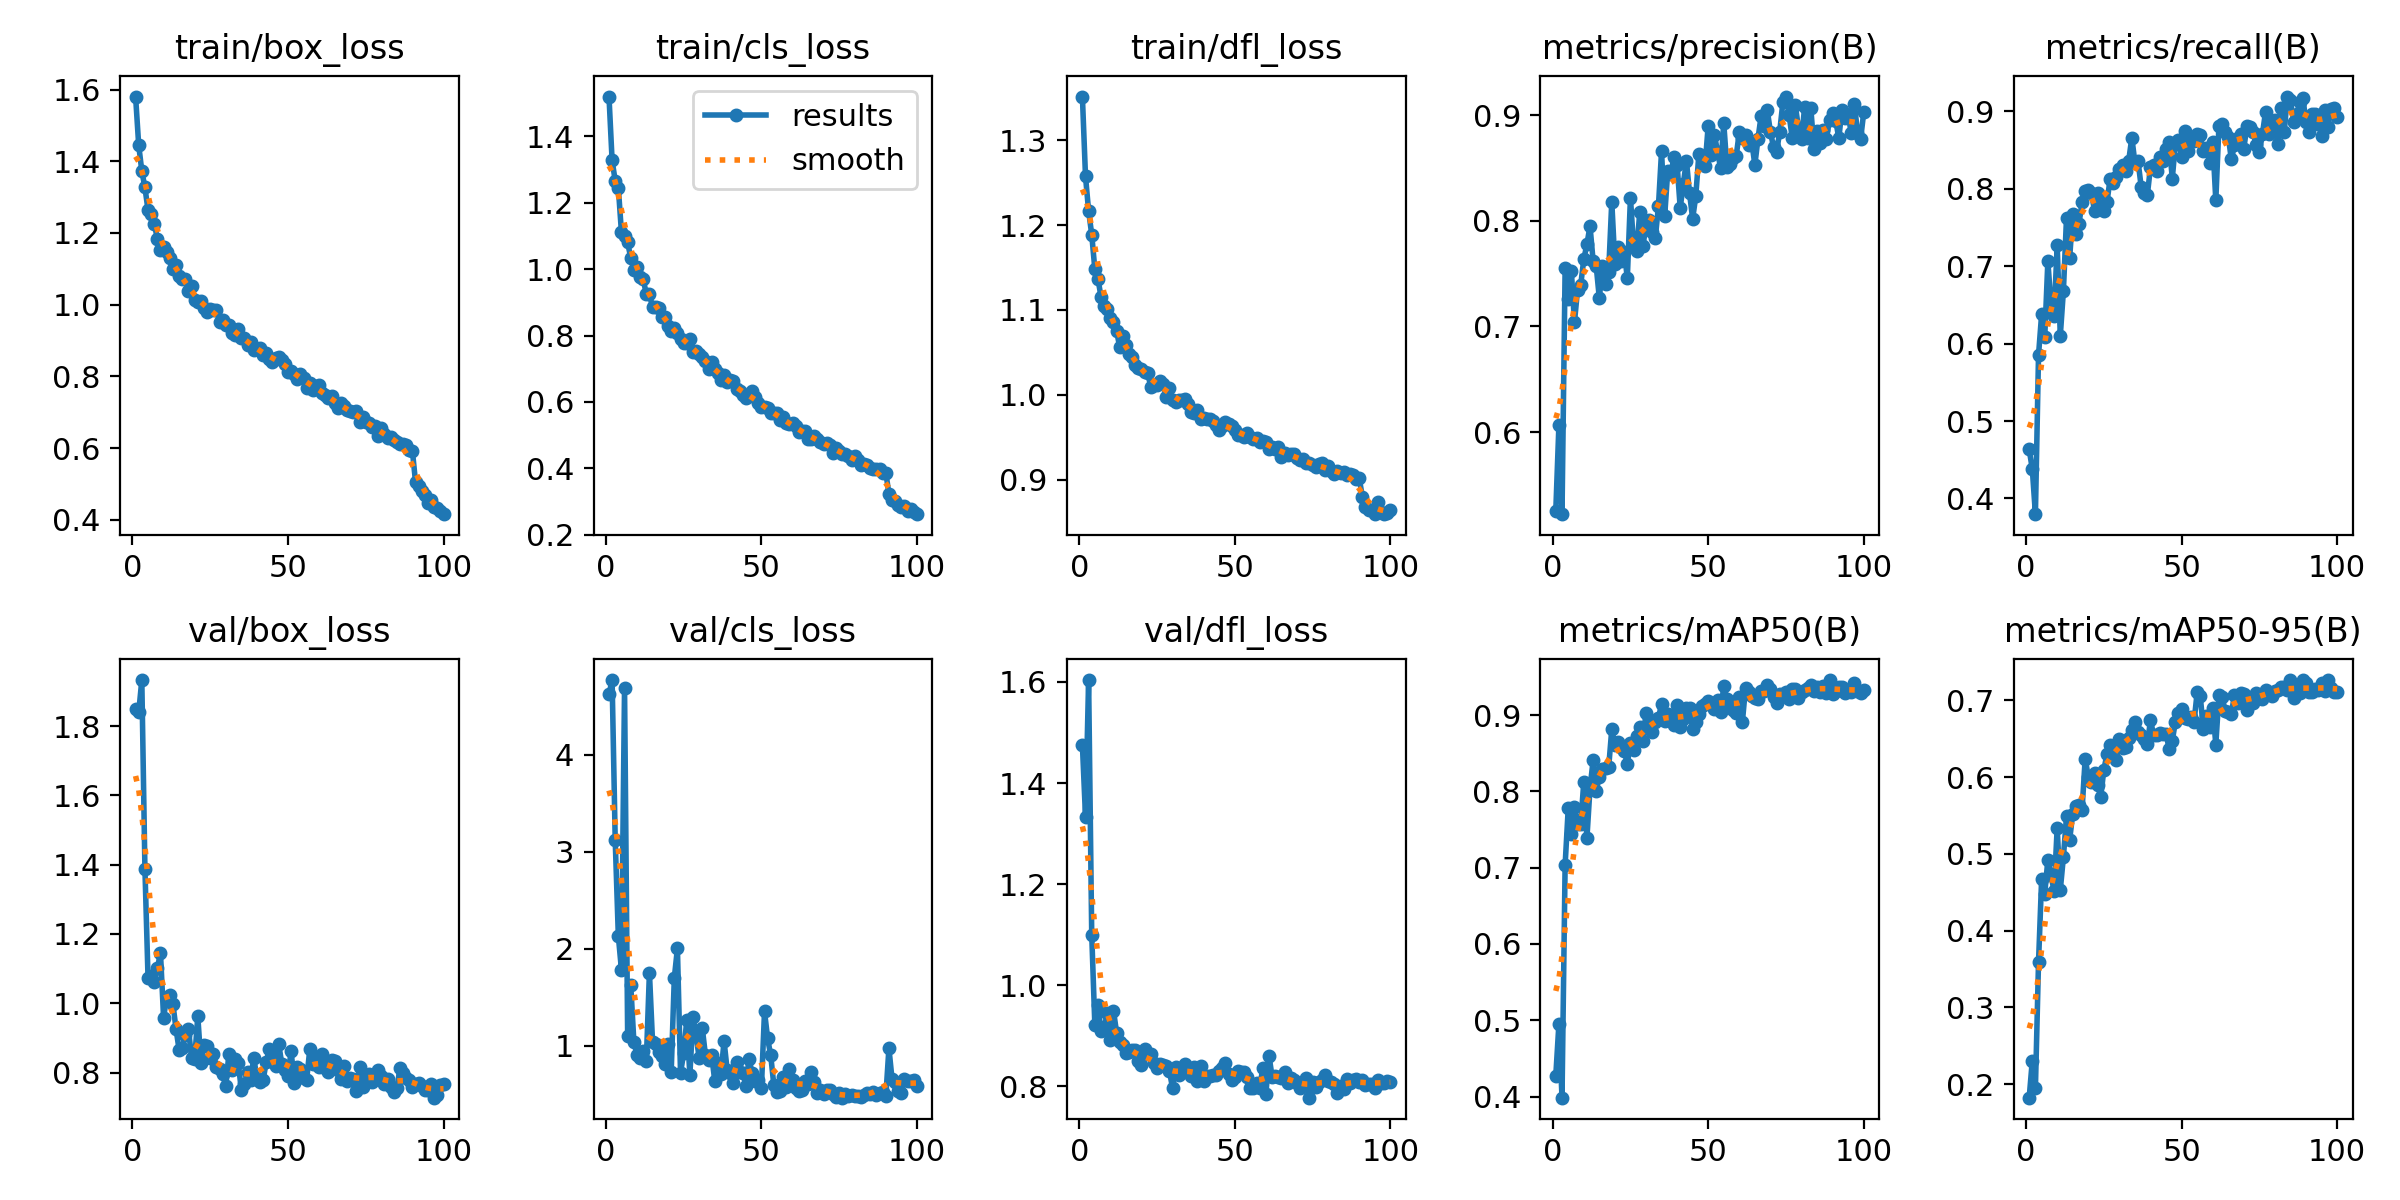 train/box_loss
train/cls_loss
train/dfl_loss
metrics/precision(B)
metrics/recall(B)
results
smooth
1.6
1.4
1.2
1.0
0.8
0.6
0.4
0 50 100
1.4
1.2
1.0
0.8
0.6
0.4
0.2
0 50 100
1.3
1.2
1.1
1.0
0.9
0 50 100
0.9
0.8
0.7
0.6
0 50 100
0.9
0.8
0.7
0.6
0.5
0.4
0 50 100
val/box_loss
val/cls_loss
val/dfl_loss
metrics/mAP50(B)
metrics/mAP50-95(B)
1.8
1.6
1.4
1.2
1.0
0.8
0 50 100
4
3
2
1
0 50 100
1.6
1.4
1.2
1.0
0.8
0 50 100
0.9
0.8
0.7
0.6
0.5
0.4
0 50 100
0.7
0.6
0.5
0.4
0.3
0.2
0 50 100